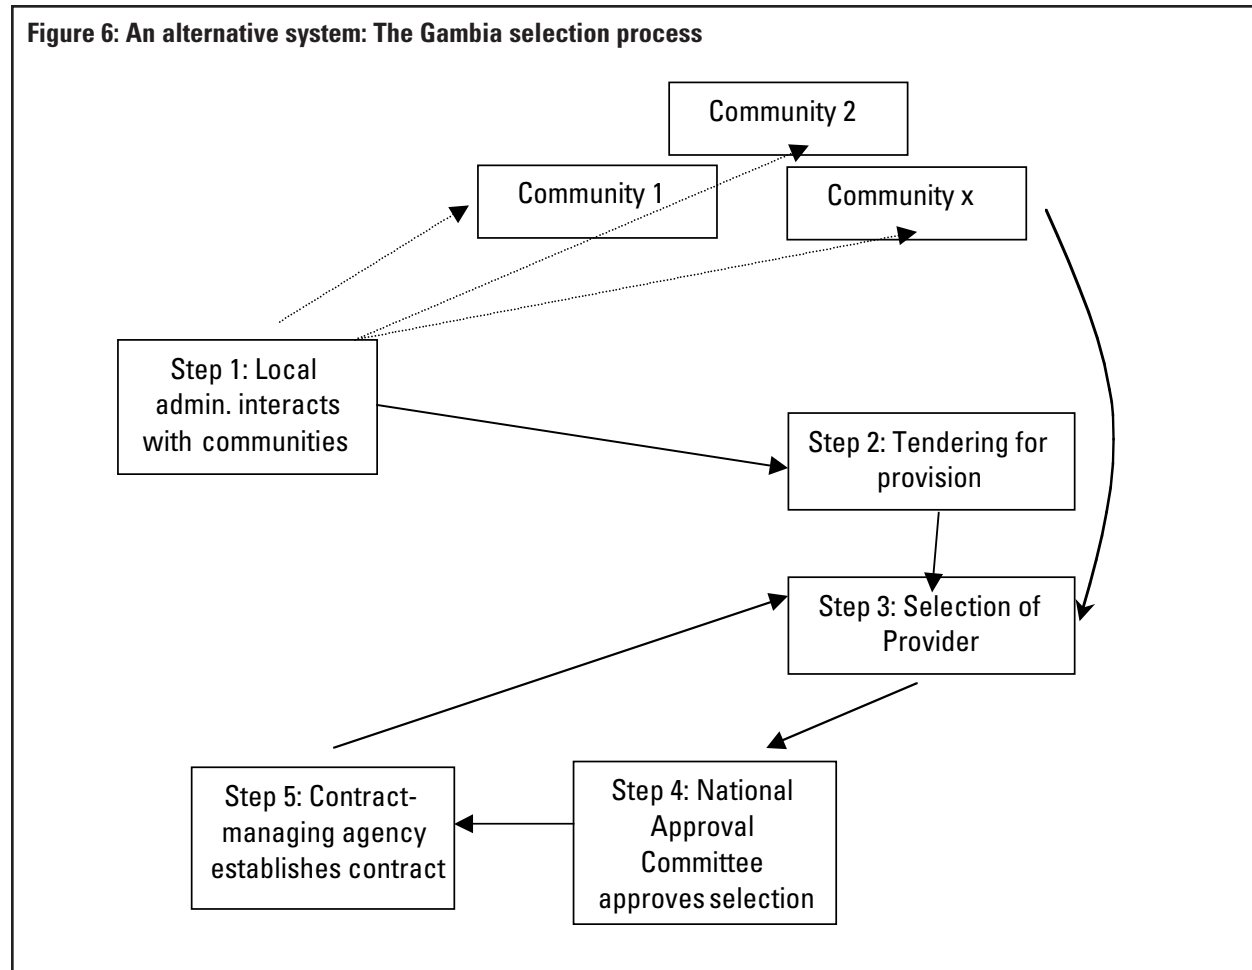 Figure 6: An alternative system: The Gambia selection process
Community 2
Community 1
Community x
Step 1: Local
admin. interacts
with communities
Step 2: Tendering for
provision
Step 3: Selection of
Provider
Step 4: National
Approval
Committee
approves selection
Step 5: Contract-
managing agency
establishes contract